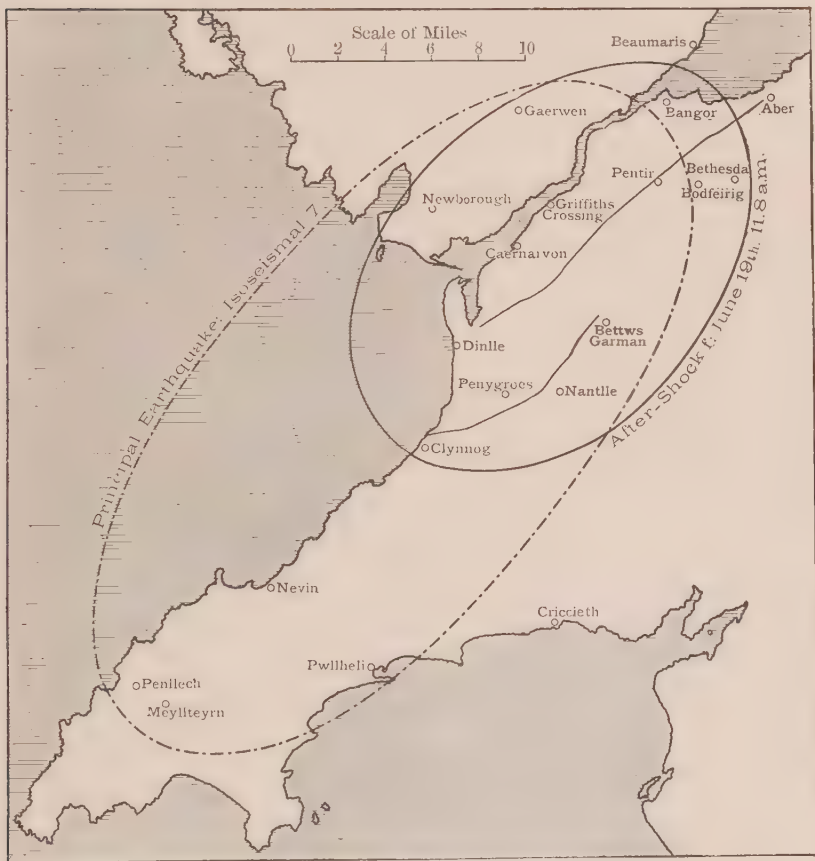 Scale of Miles
0 2 4 6 8 10
Beaumaris
Gaerwen
Bangor
Aber
Pentir
Bethesda
Bodfeirig
Newborough
Griffiths
Crossing
Caernarvon
Dinlle
Bettws
Garman
Penygroes
Nantlle
Clynnog
Principal Earthquake: Isoseismal 7
After-Shock f: June 19th. 11.8 a.m.
Nevin
Criccieth
Pwllheli
Penllech
Meyllteyrn